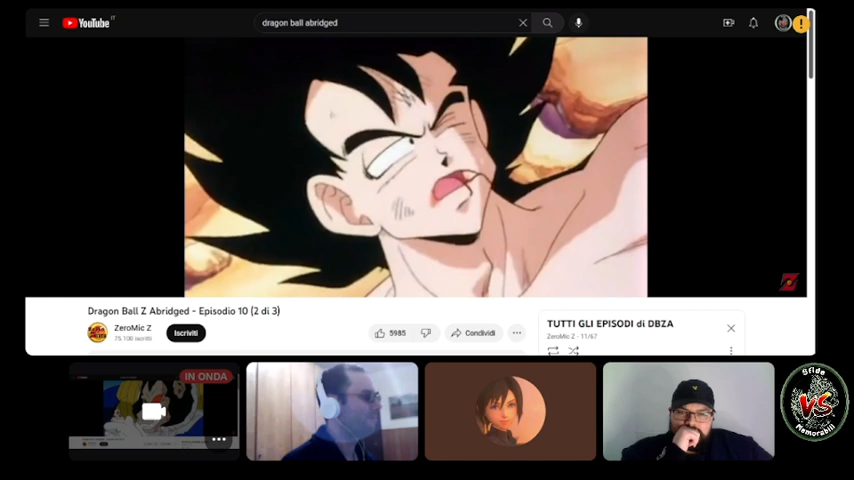 YouTube IT
dragon ball abridged
Dragon Ball Z Abridged - Episodio 10 (2 di 3)
ZeroMic Z
75.100 iscritti
Iscriviti
5985
Condividi
TUTTI GLI EPISODI di DBZA
ZeroMic Z - 11/67
IN ONDA
Sfide
VS
Memorabili